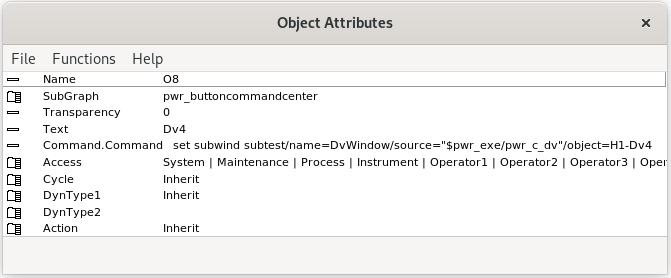 Object Attributes
File Functions Help
Name O8
SubGraph pwr_buttoncommandcenter
Transparency 0
Text Dv4
Command.Command set subwind subtest/name=DvWindow/source="$pwr_exe/pwr_c_dv"/object=H1-Dv4
Access System | Maintenance | Process | Instrument | Operator1 | Operator2 | Operator3 | Oper
Cycle Inherit
DynType1 Inherit
DynType2
Action Inherit